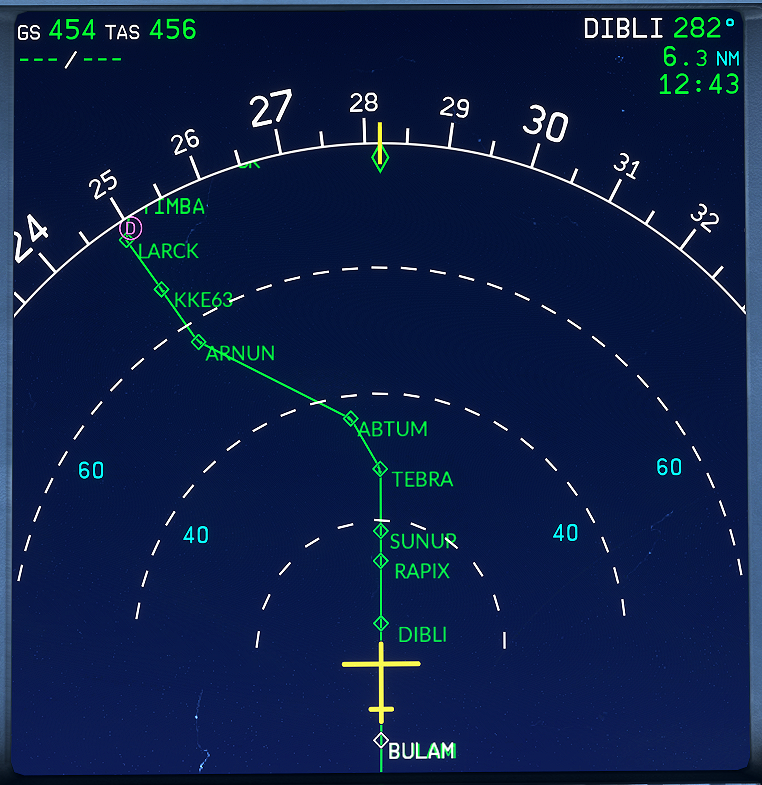 GS 454 TAS 456
---/---
DIBLI 282°
6.3 NM
12:43
24
25
26
27
28
29
30
31
32
LARCK
KKE63
ARNUN
ABTUM
TEBRA
60
60
40
40
SUNUR
RAPIX
DIBLI
BULAM
D